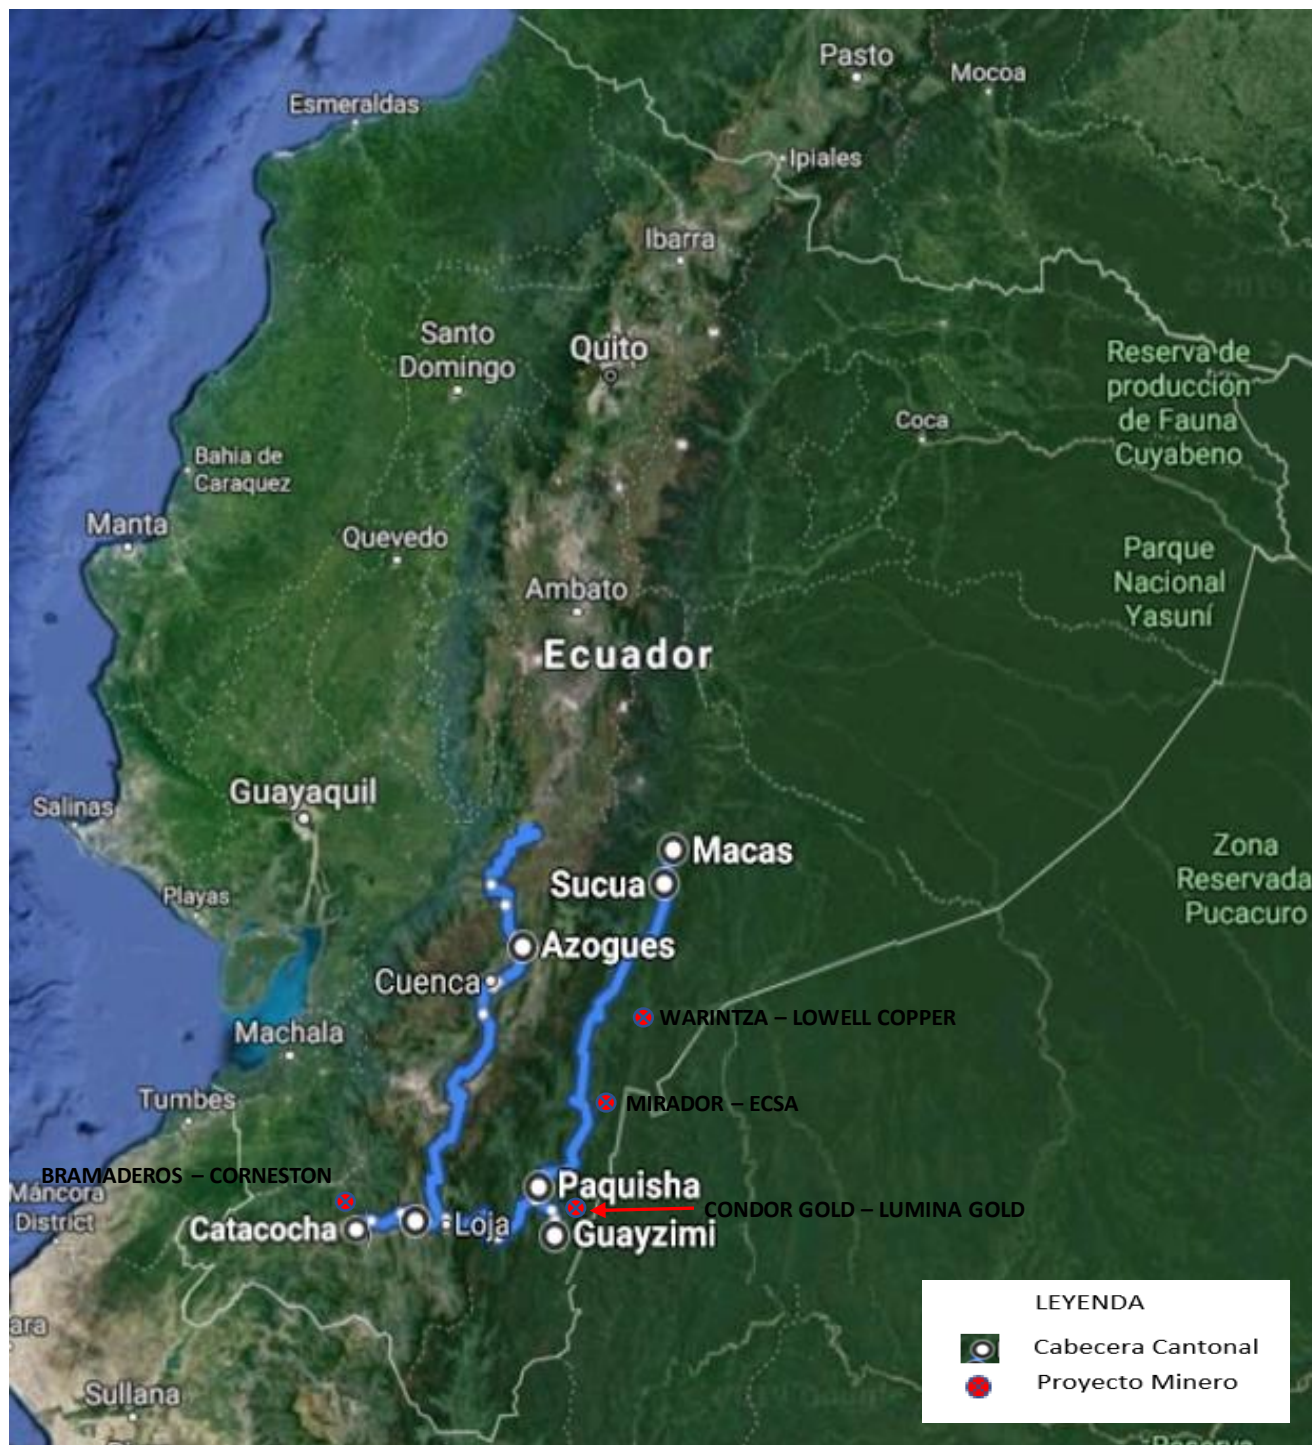 Pasto
Mocoa
Esmeraldas
Ipiales
Ibarra
© 2019
Santo
Domingo
Quito
Reserva de
producción
de Fauna
Cuyabeno
Coca
Bahia de
Caraquez
Manta
Quevedo
Parque
Nacional
Yasuní
Ambato
Ecuador
Guayaquil
Salinas
Macas
Zona
Reservada
Pucacuro
Sucua
Playas
Azogues
Cuenca
WARINTZA – LOWELL COPPER
Machala
Tumbes
MIRADOR – ECSA
BRAMADEROS – CORNESTON
Máncora
District
Paquisha
CONDOR GOLD – LUMINA GOLD
Catacocha
Loja
Guayzimi
LEYENDA
ara
Cabecera Cantonal
Proyecto Minero
Sullana